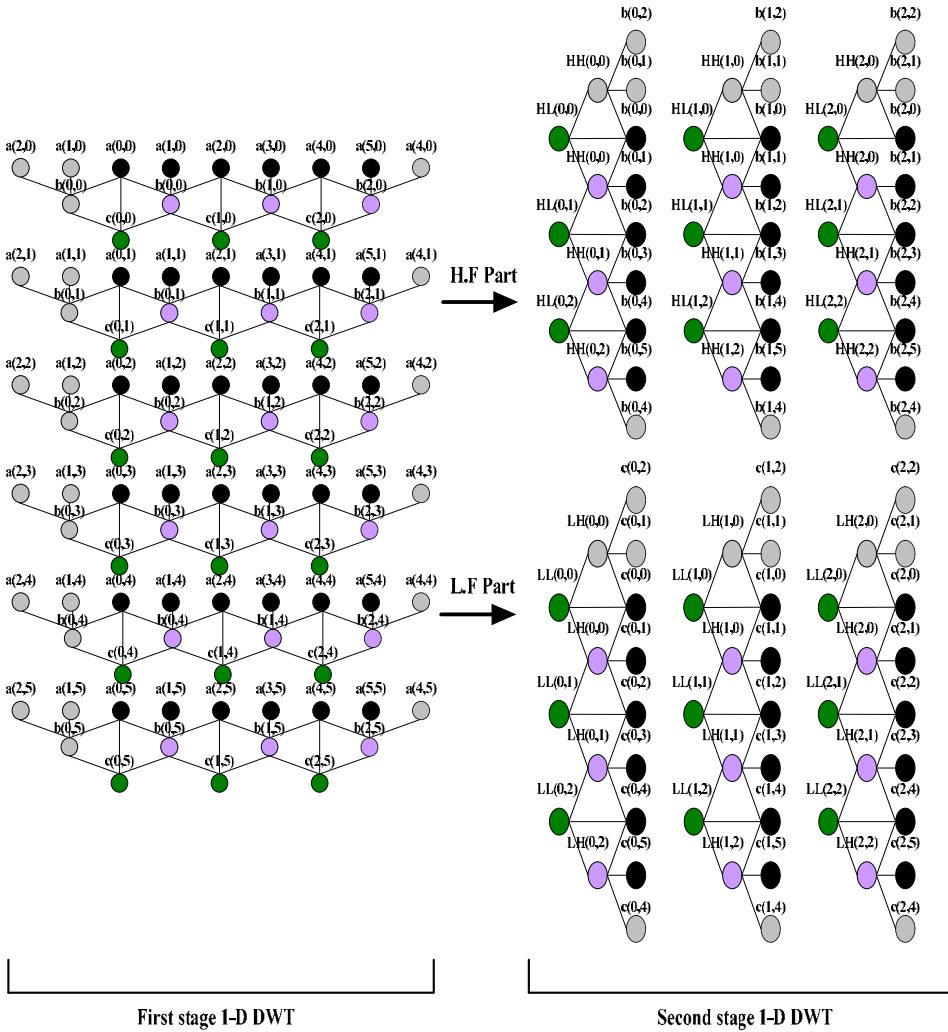 a(2,0) a(1,0) a(0,0) a(1,0) a(2,0) a(3,0) a(4,0) a(5,0) a(4,0)
b(0,0) b(0,0) b(1,0) b(2,0)
c(0,0) c(1,0) c(2,0)
a(2,1) a(1,1) a(0,1) a(1,1) a(2,1) a(3,1) a(4,1) a(5,1) a(4,1)
b(0,1) b(0,1) b(1,1) b(2,1)
c(0,1) c(1,1) c(2,1)
a(2,2) a(1,2) a(0,2) a(1,2) a(2,2) a(3,2) a(4,2) a(5,2) a(4,2)
b(0,2) b(0,2) b(1,2) b(2,2)
c(0,2) c(1,2) c(2,2)
a(2,3) a(1,3) a(0,3) a(1,3) a(2,3) a(3,3) a(4,3) a(5,3) a(4,3)
b(0,3) b(0,3) b(1,3) b(2,3)
c(0,3) c(1,3) c(2,3)
a(2,4) a(1,4) a(0,4) a(1,4) a(2,4) a(3,4) a(4,4) a(5,4) a(4,4)
b(0,4) b(0,4) b(1,4) b(2,4)
c(0,4) c(1,4) c(2,4)
a(2,5) a(1,5) a(0,5) a(1,5) a(2,5) a(3,5) a(4,5) a(5,5) a(4,5)
b(0,5) b(0,5) b(1,5) b(2,5)
c(0,5) c(1,5) c(2,5)
First stage 1-D DWT
H.F Part
L.F Part
b(0,2) b(1,2) b(2,2)
HH(0,0) b(0,1) HH(1,0) b(1,1) HH(2,0) b(2,1)
HL(0,0) b(0,0) HL(1,0) b(1,0) HL(2,0) b(2,0)
HH(0,0) b(0,1) HH(1,0) b(1,1) HH(2,0) b(2,1)
HL(0,1) b(0,2) HL(1,1) b(1,2) HL(2,1) b(2,2)
HH(0,1) b(0,3) HH(1,1) b(1,3) HH(2,1) b(2,3)
HL(0,2) b(0,4) HL(1,2) b(1,4) HL(2,2) b(2,4)
HH(0,2) b(0,5) HH(1,2) b(1,5) HH(2,2) b(2,5)
b(0,4) b(1,4) b(2,4)
c(0,2) c(1,2) c(2,2)
LH(0,0) c(0,1) LH(1,0) c(1,1) LH(2,0) c(2,1)
LL(0,0) c(0,0) LL(1,0) c(1,0) LL(2,0) c(2,0)
LH(0,0) c(0,1) LH(1,0) c(1,1) LH(2,0) c(2,1)
LL(0,1) c(0,2) LL(1,1) c(1,2) LL(2,1) c(2,2)
LH(0,1) c(0,3) LH(1,1) c(1,3) LH(2,1) c(2,3)
LL(0,2) c(0,4) LL(1,2) c(1,4) LL(2,2) c(2,4)
LH(0,2) c(0,5) LH(1,2) c(1,5) LH(2,2) c(2,5)
c(0,4) c(1,4) c(2,4)
Second stage 1-D DWT